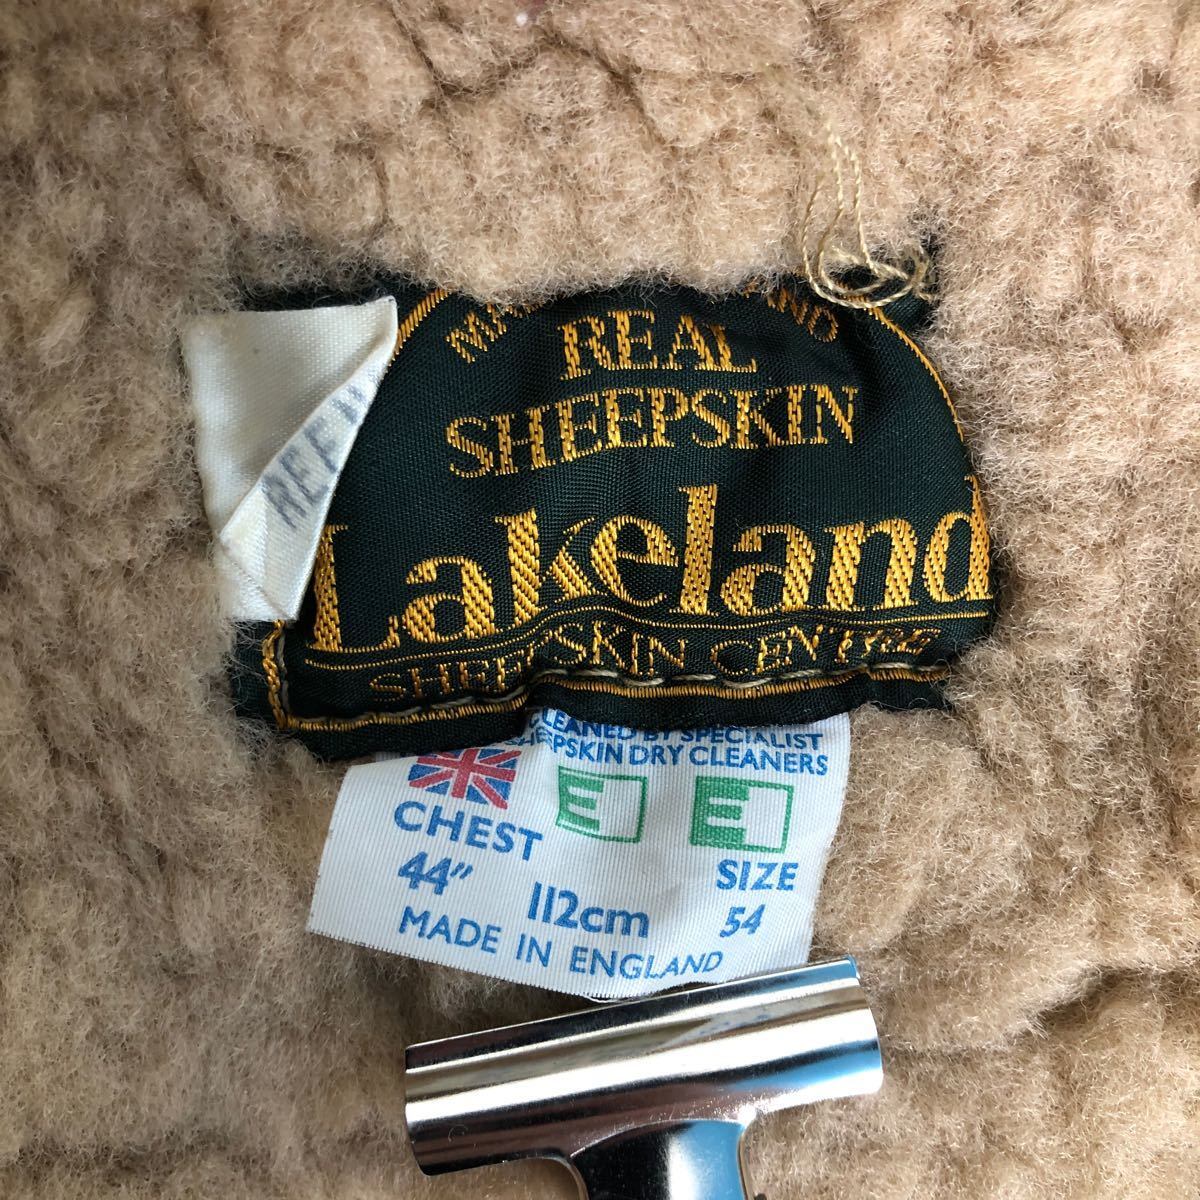 REAL
SHEEPSKIN
Lakeland
SHEEPSKIN CENTRE
CLEANED BY SPECIALIST
SHEEPSKIN DRY CLEANERS
E E
CHEST SIZE
44" 112cm 54
MADE IN ENGLAND